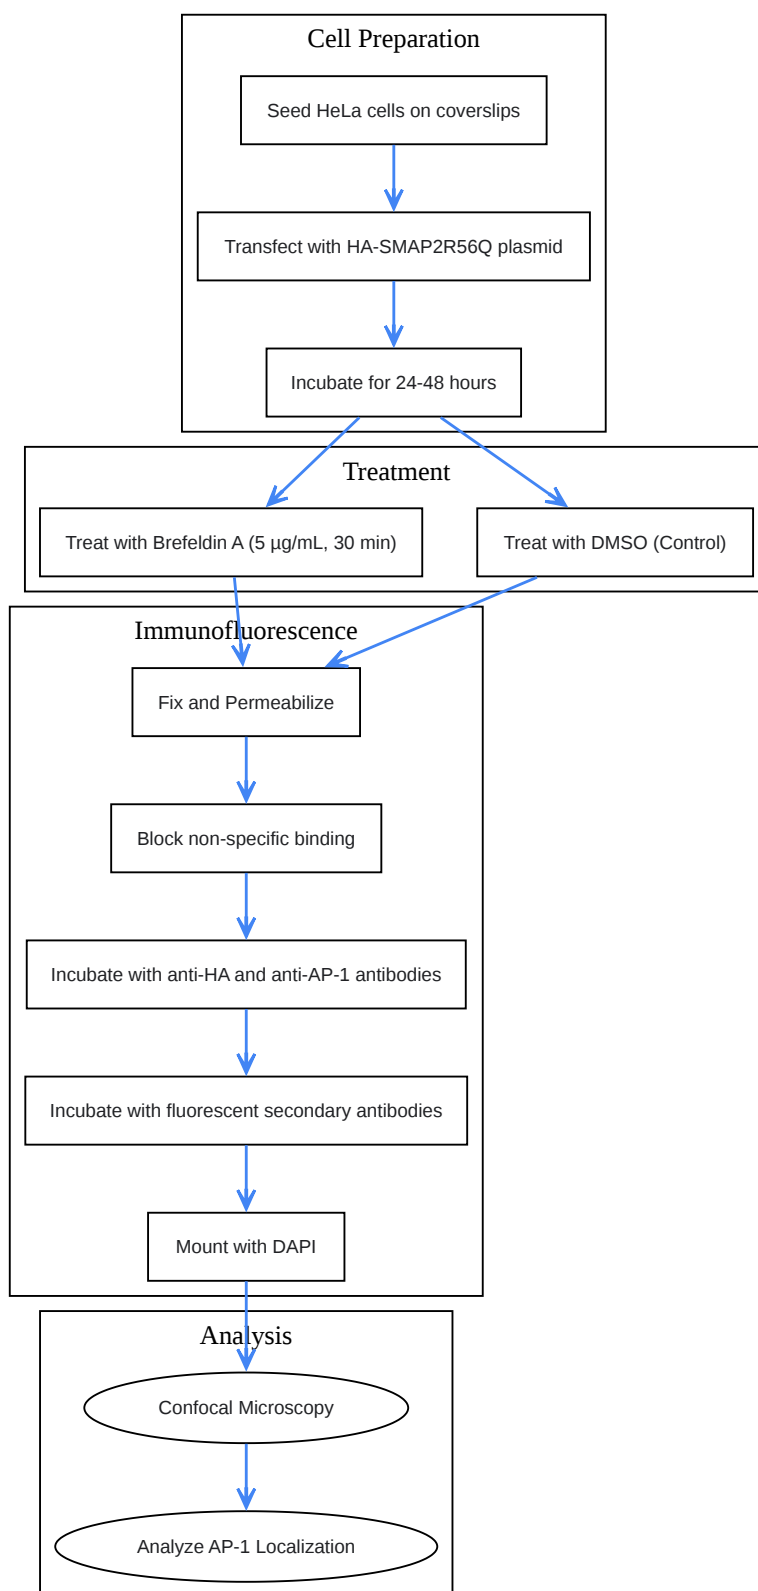 Cell Preparation
Seed HeLa cells on coverslips
Transfect with HA-SMAP2R56Q plasmid
Incubate for 24-48 hours
Treatment
Treat with Brefeldin A (5 µg/mL, 30 min)
Treat with DMSO (Control)
Immunofluorescence
Fix and Permeabilize
Block non-specific binding
Incubate with anti-HA and anti-AP-1 antibodies
Incubate with fluorescent secondary antibodies
Mount with DAPI
Analysis
Confocal Microscopy
Analyze AP-1 Localization